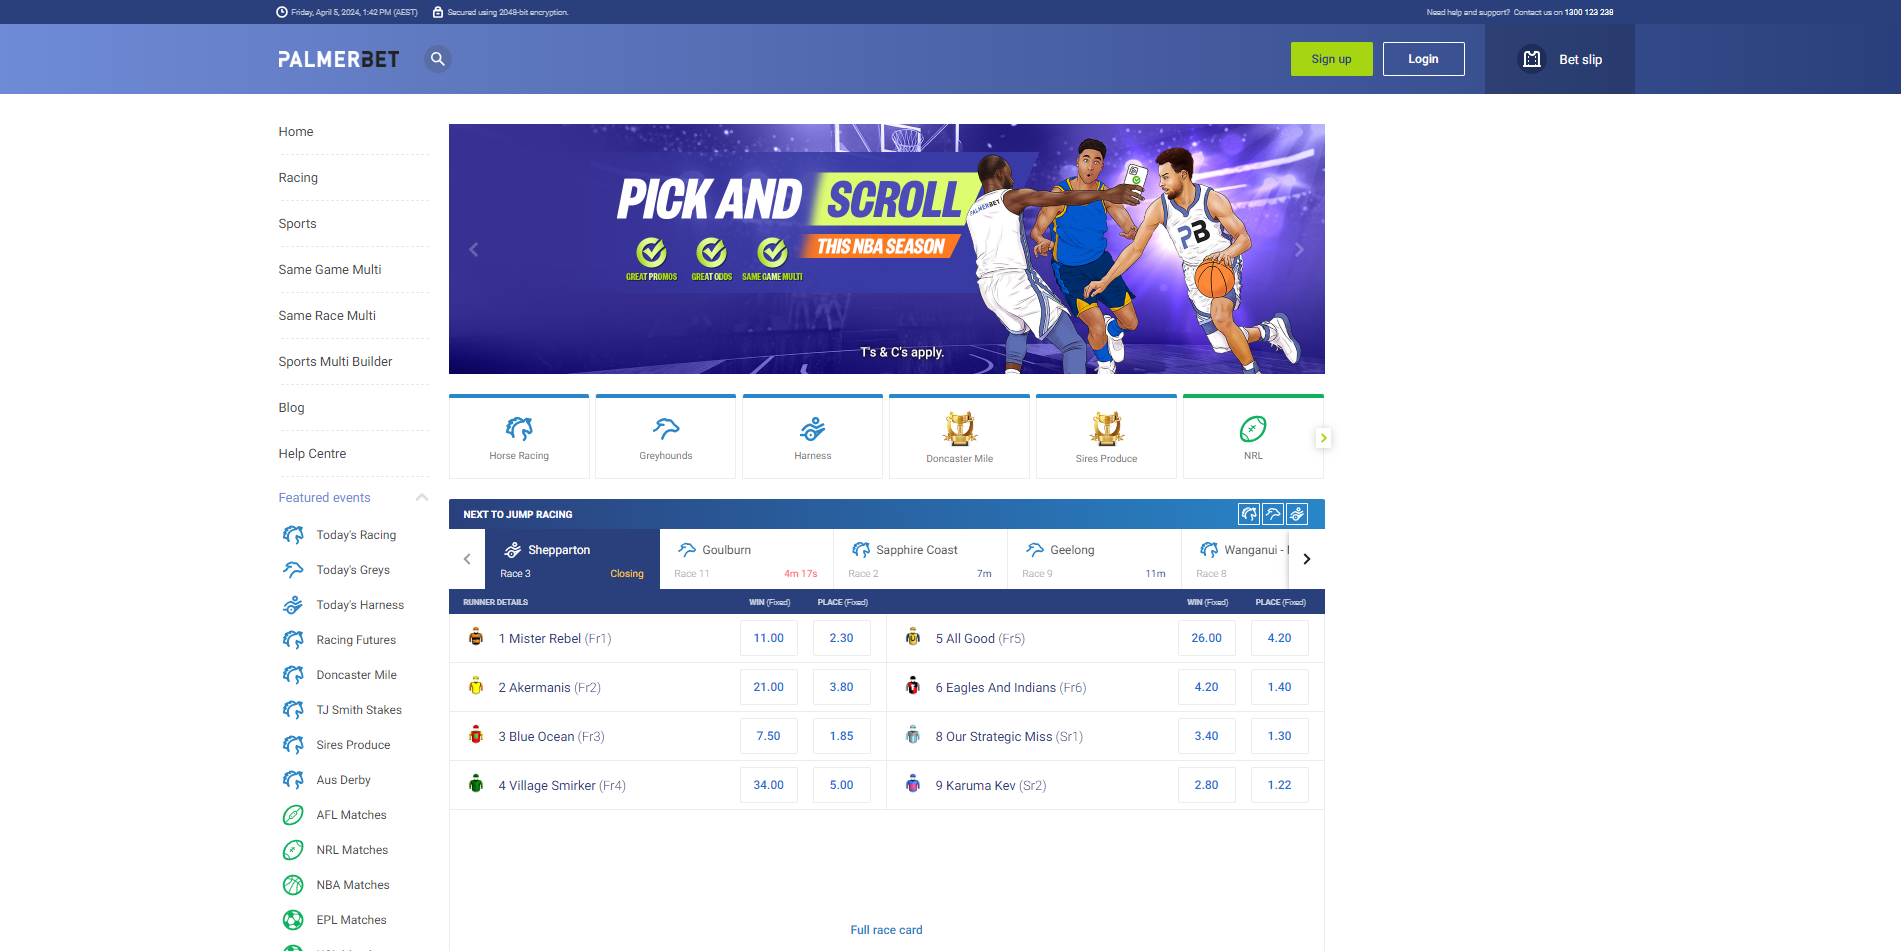 Friday, April 5, 2024, 1:42 PM (AEST)
Secured using 2048-bit encryption.
Need help and support? Contact us on 1300 123 238
PALMERBET
Sign up
Login
Bet slip
Home
Racing
Sports
Same Game Multi
Same Race Multi
Sports Multi Builder
Blog
Help Centre
Featured events
Today's Racing
Today's Greys
Today's Harness
Racing Futures
Doncaster Mile
TJ Smith Stakes
Sires Produce
Aus Derby
AFL Matches
NRL Matches
NBA Matches
EPL Matches
PICK AND SCROLL
THIS NBA SEASON
GREAT PROMOS GREAT ODDS SAME GAME MULTI
PALMERBET
PB
T's & C's apply.
Horse Racing
Greyhounds
Harness
Doncaster Mile
Sires Produce
NRL
NEXT TO JUMP RACING
Shepparton
Race 3 Closing
Goulburn
Race 11 4m 17s
Sapphire Coast
Race 2 7m
Geelong
Race 9 11m
Wanganui -
Race 8
RUNNER DETAILS WIN (Fixed) PLACE (Fixed) WIN (Fixed) PLACE (Fixed)
1 Mister Rebel (Fr1) 11.00 2.30
5 All Good (Fr5) 26.00 4.20
2 Akermanis (Fr2) 21.00 3.80
6 Eagles And Indians (Fr6) 4.20 1.40
3 Blue Ocean (Fr3) 7.50 1.85
8 Our Strategic Miss (Sr1) 3.40 1.30
4 Village Smirker (Fr4) 34.00 5.00
9 Karuma Kev (Sr2) 2.80 1.22
Full race card